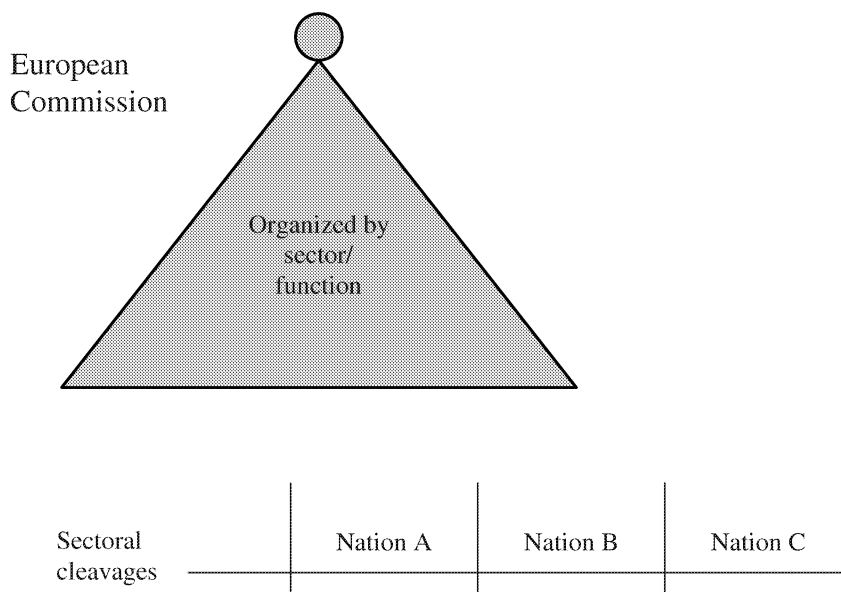 European
Commission
Organized by
sector/
function
Sectoral
cleavages
Nation A
Nation B
Nation C